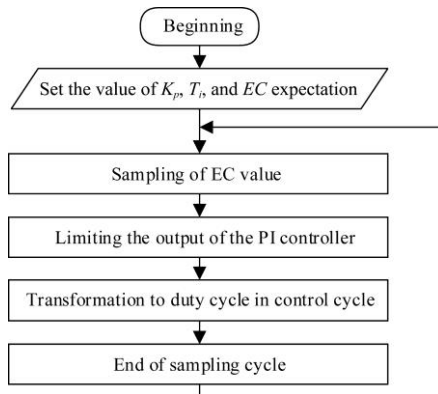 Beginning
Set the value of Kp, Ti, and EC expectation
Sampling of EC value
Limiting the output of the PI controller
Transformation to duty cycle in control cycle
End of sampling cycle